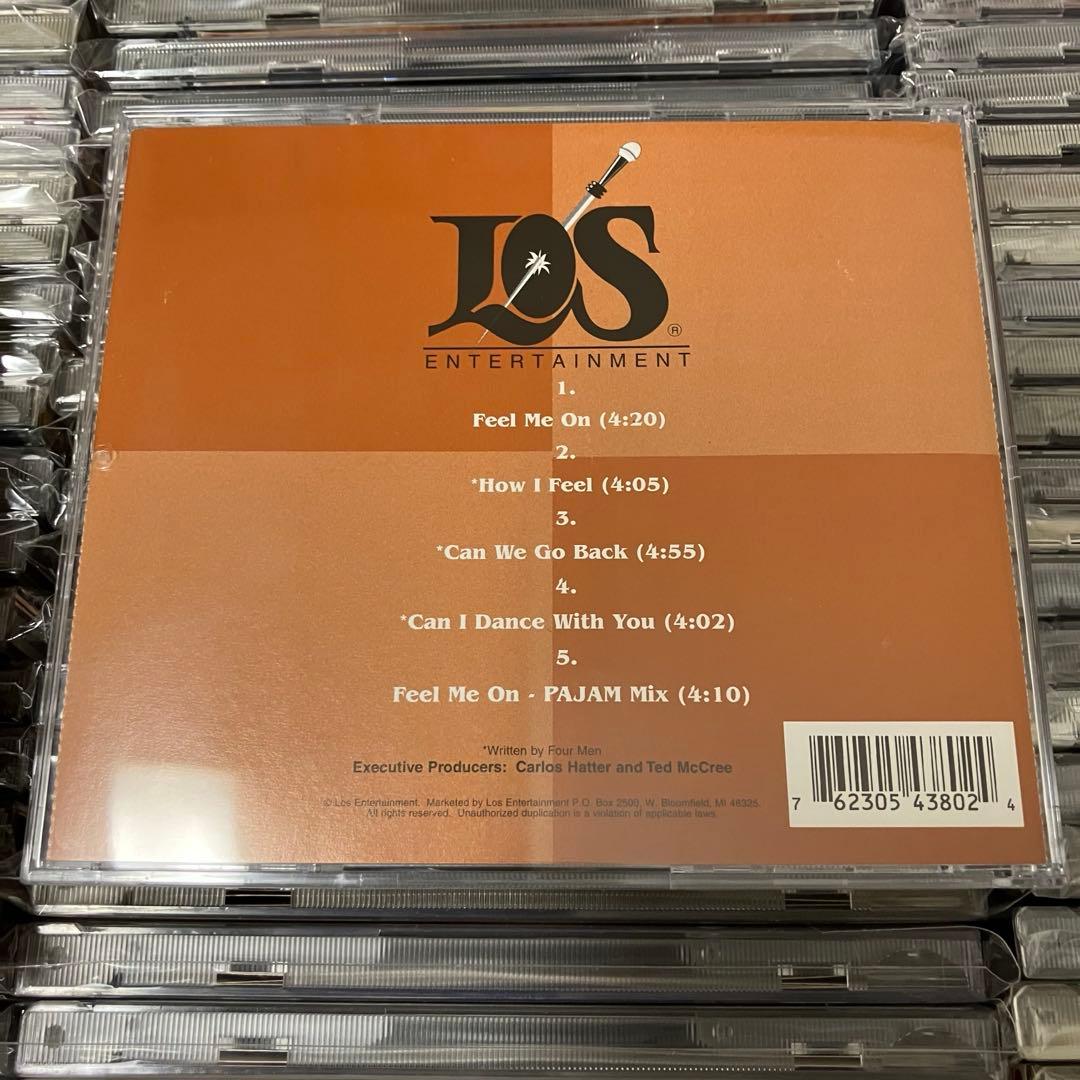 LOS
®
ENTERTAINMENT
1.
Feel Me On (4:20)
2.
*How I Feel (4:05)
3.
*Can We Go Back (4:55)
4.
*Can I Dance With You (4:02)
5.
Feel Me On - PAJAM Mix (4:10)
*Written by Four Men
Executive Producers: Carlos Hatter and Ted McCree
© Los Entertainment. Marketed by Los Entertainment P.O. Box 2500, W. Bloomfield, MI 48325.
All rights reserved. Unauthorized duplication is a violation of applicable laws.
7 62305 43802 4